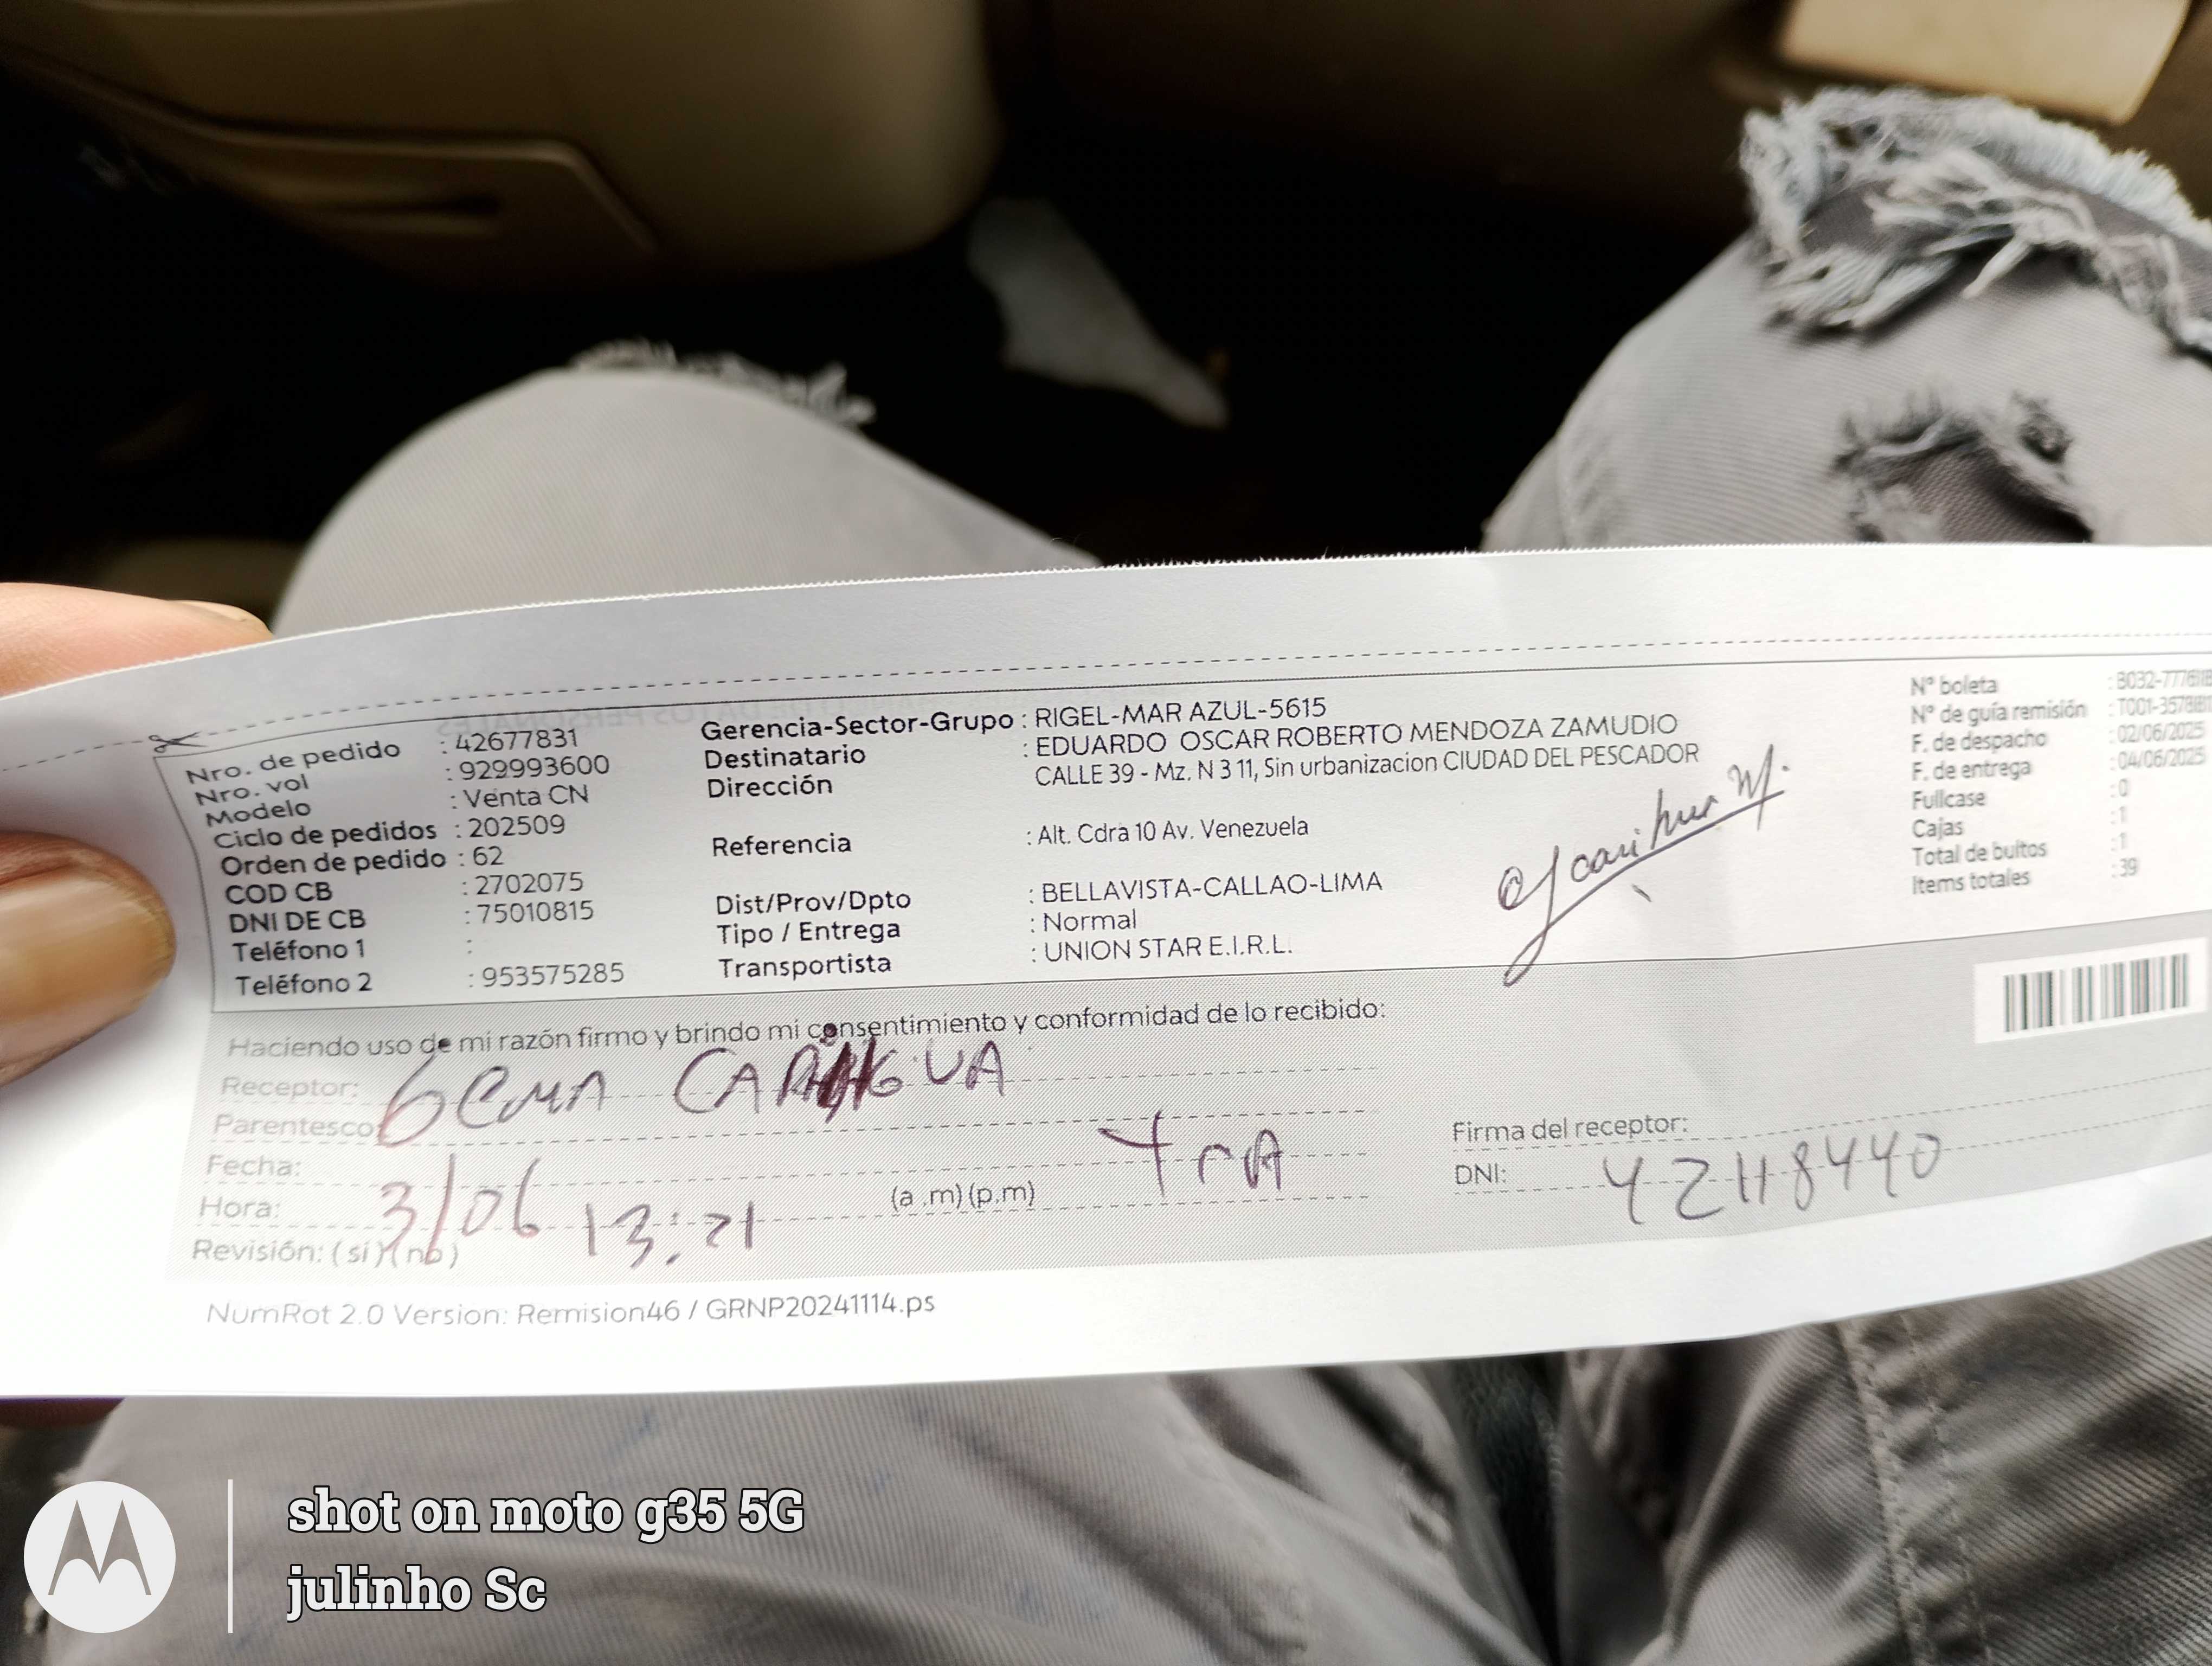 Nro. de pedido : 42677831
Nro. vol : 929993600
Modelo : Venta CN
Ciclo de pedidos : 202509
Orden de pedido : 62
COD CB : 2702075
DNI DE CB : 75010815
Teléfono 1 :
Teléfono 2 : 953575285
Gerencia-Sector-Grupo : RIGEL-MAR AZUL-5615
Destinatario : EDUARDO OSCAR ROBERTO MENDOZA ZAMUDIO
Dirección : CALLE 39 - Mz. N 3 11, Sin urbanizacion CIUDAD DEL PESCADOR
Referencia : Alt. Cdra 10 Av. Venezuela
Dist/Prov/Dpto : BELLAVISTA-CALLAO-LIMA
Tipo / Entrega : Normal
Transportista : UNION STAR E.I.R.L.
N° boleta
N° de guía remisión
F. de despacho : 02/06/2025
F. de entrega : 04/06/2025
Fullcase : 0
Cajas : 1
Total de bultos : 1
Items totales : 39
Haciendo uso de mi razón firmo y brindo mi consentimiento y conformidad de lo recibido:
Receptor: GEMA
Parentesco:
Fecha: 3/06
Hora: 13:21 (a.m) (p.m)
Revisión: (si) (no)
Firma del receptor:
DNI: 42118440
NumRot 2.0 Version: Remision46 / GRNP20241114.ps
shot on moto g35 5G
julinho Sc